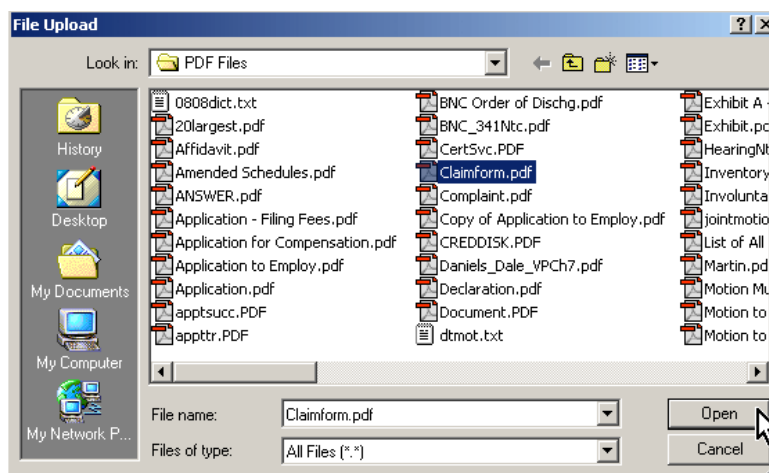 File Upload
Look in: PDF Files
History
Desktop
My Documents
My Computer
My Network P...
0808dict.txt
20largest.pdf
Affidavit.pdf
Amended Schedules.pdf
ANSWER.pdf
Application - Filing Fees.pdf
Application for Compensation.pdf
Application to Employ.pdf
Application.pdf
apptsucc.PDF
apptr.PDF
BNC Order of Dischg.pdf
BNC_341Ntc.pdf
CertSvc.PDF
Claimform.pdf
Complaint.pdf
Copy of Application to Employ.pdf
CREDDISK.PDF
Daniels_Dale_VPCh7.pdf
Declaration.pdf
Document.PDF
dtmot.txt
Exhibit A -
Exhibit.pd
HearingNt
Inventory
Involunta
jointmotio
List of All
Martin.pd
Motion Mu
Motion to
Motion to
File name: Claimform.pdf Open
Files of type: All Files (*.*) Cancel